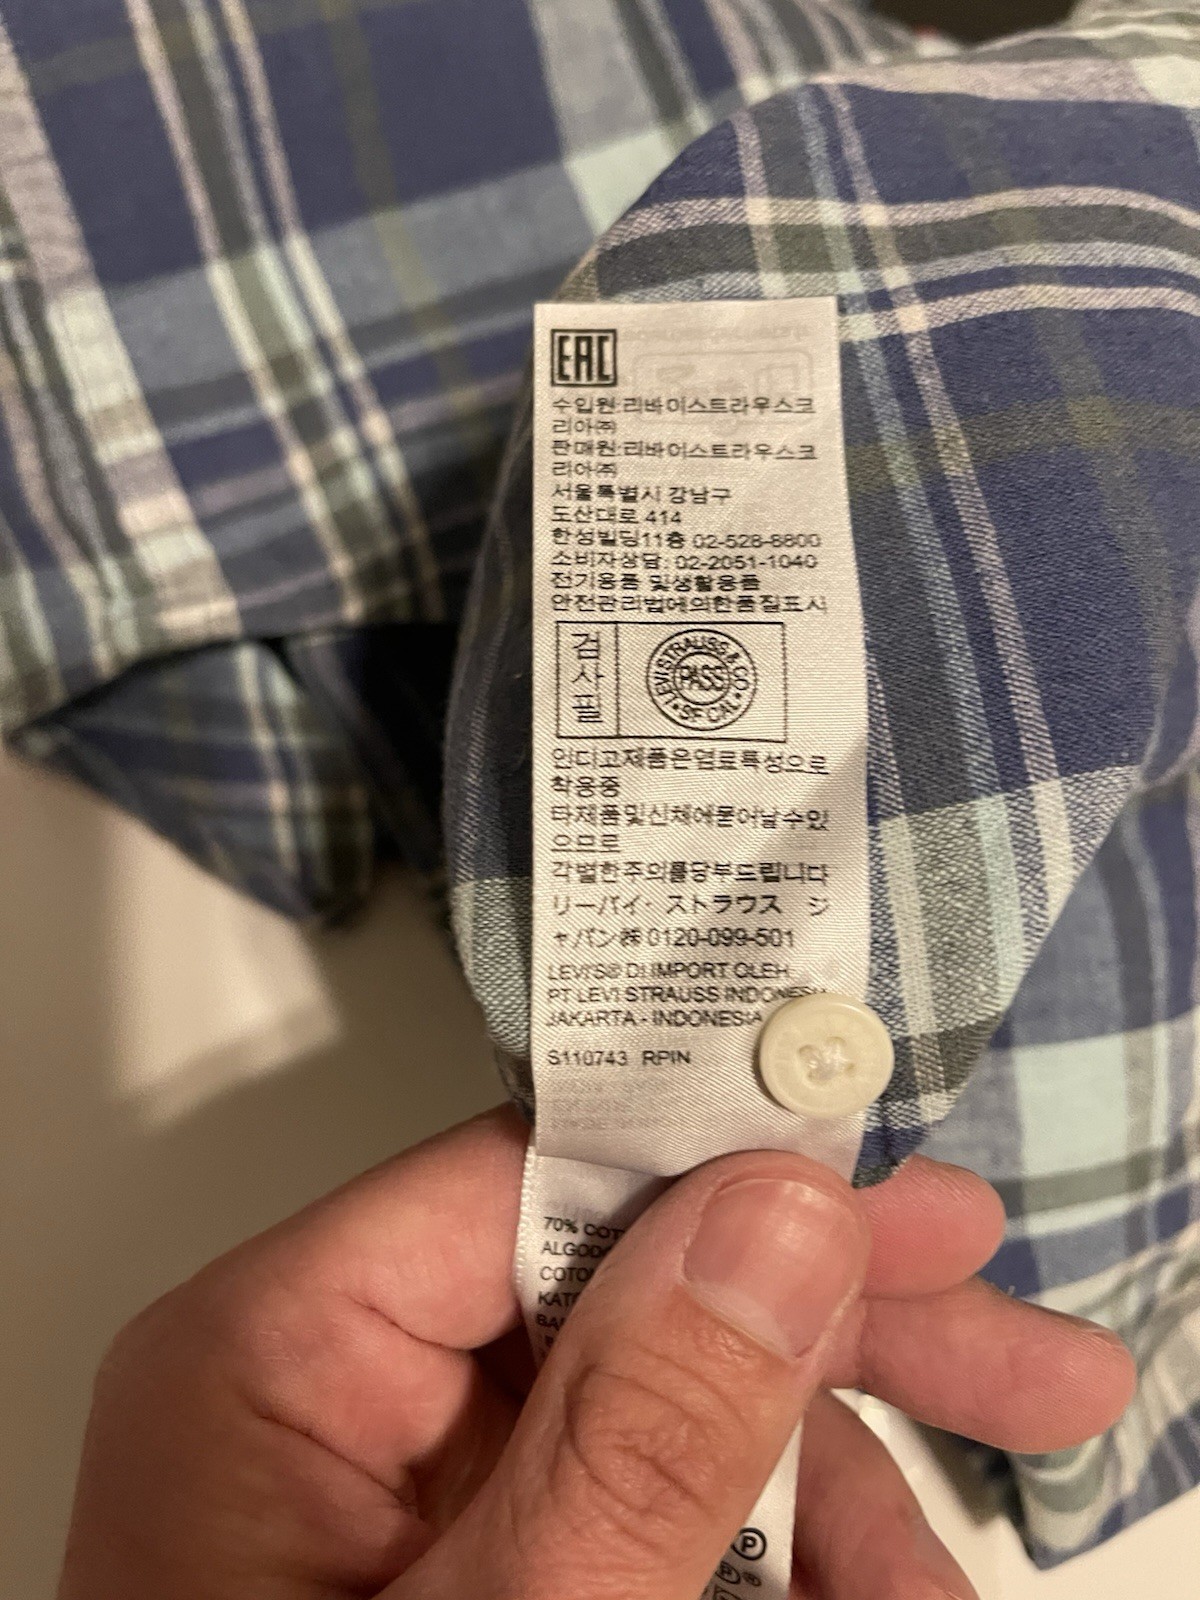 EAC
수입원:리바이스트라우스코
리아㈜
판매원:리바이스트라우스코
리아㈜
서울특별시 강남구
도산대로 414
한성빌딩11층 02-528-8800
소비자상담: 02-2051-1040
전기용품 및생활용품
안전관리법에의한품질표시
검사필
LEVI STRAUSS & CO
PASS
SF CAL
인디고제품은염료특성으로
착용중
타제품및신체에묻어날수있
으므로
각별한주의를당부드립니다
リーバイ・ストラウス ジ
ャパン㈱ 0120-099-501
LEVI'S® DI IMPORT OLEH
PT LEVI STRAUSS INDONESIA
JAKARTA - INDONESIA
S110743 RPIN
70%
P
P